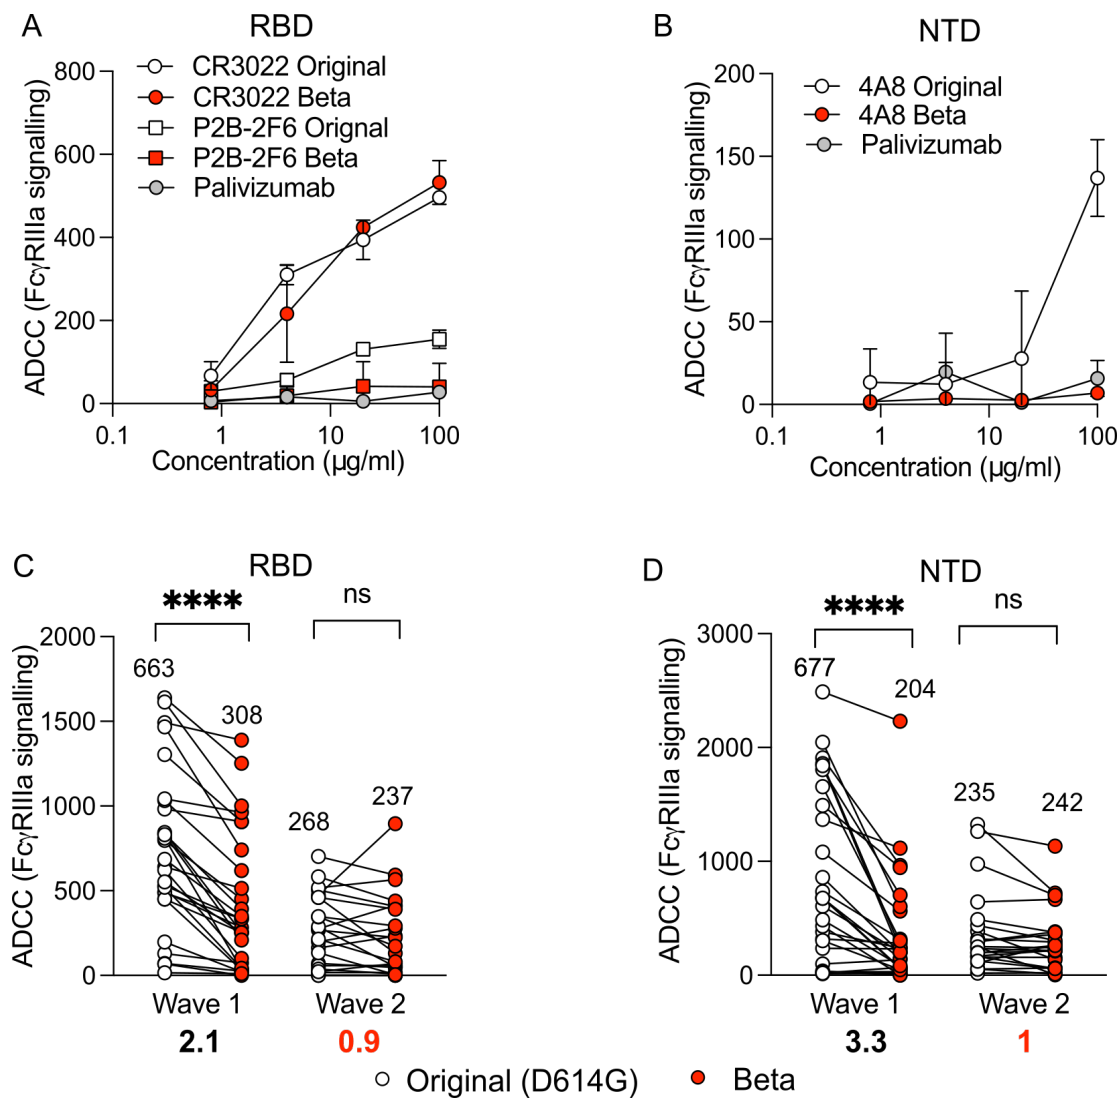 A
RBD
CR3022 Original
CR3022 Beta
P2B-2F6 Orignal
P2B-2F6 Beta
Palivizumab
ADCC (FcγRIIIa signalling)
800
600
400
200
0
0.1
1
10
100
Concentration (µg/ml)
B
NTD
4A8 Original
4A8 Beta
Palivizumab
ADCC (FcγRIIIa signalling)
200
150
100
50
0
0.1
1
10
100
Concentration (µg/ml)
C
RBD
**** ns
ADCC (FcγRIIIa signalling)
2000
1500
1000
500
0
663
308
268
237
Wave 1 Wave 2
2.1 0.9
D
NTD
**** ns
ADCC (FcγRIIIa signalling)
3000
2000
1000
0
677
204
235
242
Wave 1 Wave 2
3.3 1
Original (D614G) Beta